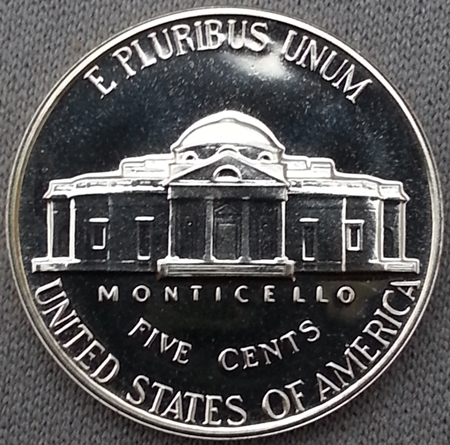 E PLURIBUS UNUM
MONTICELLO
FIVE CENTS
UNITED STATES OF AMERICA